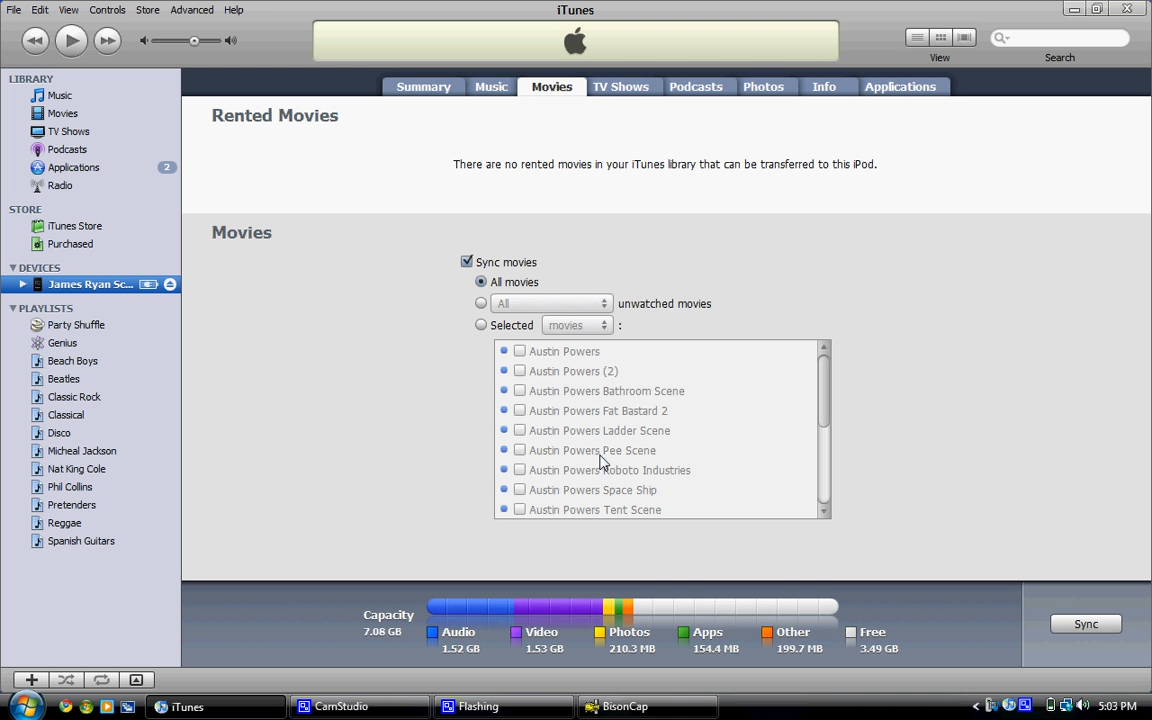 File Edit View Controls Store Advanced Help
iTunes
View
Search
LIBRARY
Music
Movies
TV Shows
Podcasts
Applications 2
Radio
STORE
iTunes Store
Purchased
DEVICES
James Ryan Sc...
PLAYLISTS
Party Shuffle
Genius
Beach Boys
Beatles
Classic Rock
Classical
Disco
Micheal Jackson
Nat King Cole
Phil Collins
Pretenders
Reggae
Spanish Guitars
Summary Music Movies TV Shows Podcasts Photos Info Applications
Rented Movies
There are no rented movies in your iTunes library that can be transferred to this iPod.
Movies
Sync movies
All movies
All unwatched movies
Selected movies :
Austin Powers
Austin Powers (2)
Austin Powers Bathroom Scene
Austin Powers Fat Bastard 2
Austin Powers Ladder Scene
Austin Powers Pee Scene
Austin Powers Roboto Industries
Austin Powers Space Ship
Austin Powers Tent Scene
Capacity
7.08 GB
Audio
1.52 GB
Video
1.53 GB
Photos
210.3 MB
Apps
154.4 MB
Other
199.7 MB
Free
3.49 GB
Sync
iTunes CamStudio Flashing BisonCap 5:03 PM